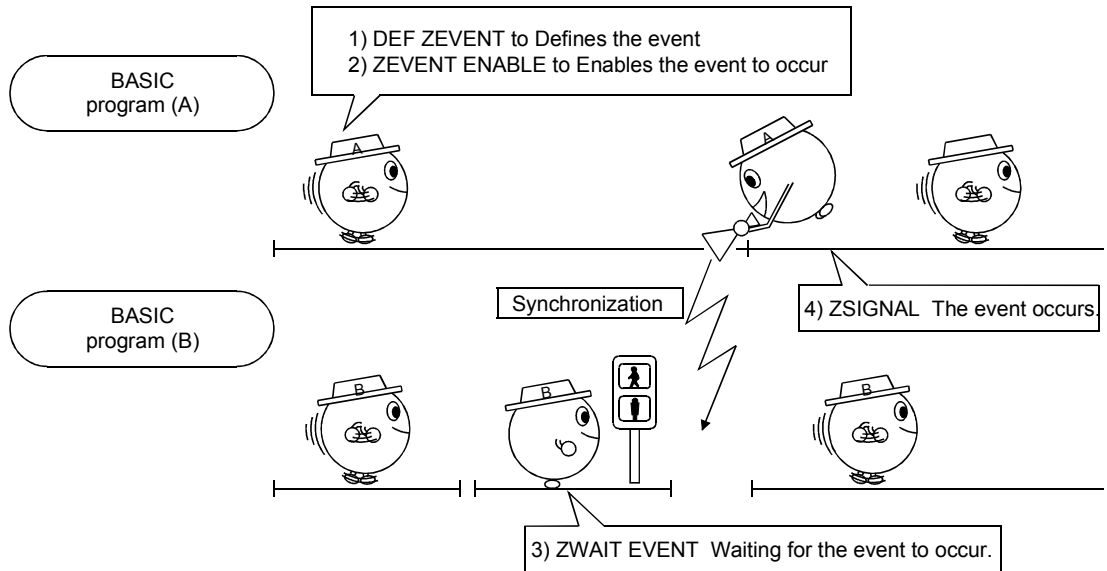 1) DEF ZEVENT to Defines the event
2) ZEVENT ENABLE to Enables the event to occur
BASIC
program (A)
A
A
Synchronization
4) ZSIGNAL The event occurs.
BASIC
program (B)
B
B
B
3) ZWAIT EVENT Waiting for the event to occur.